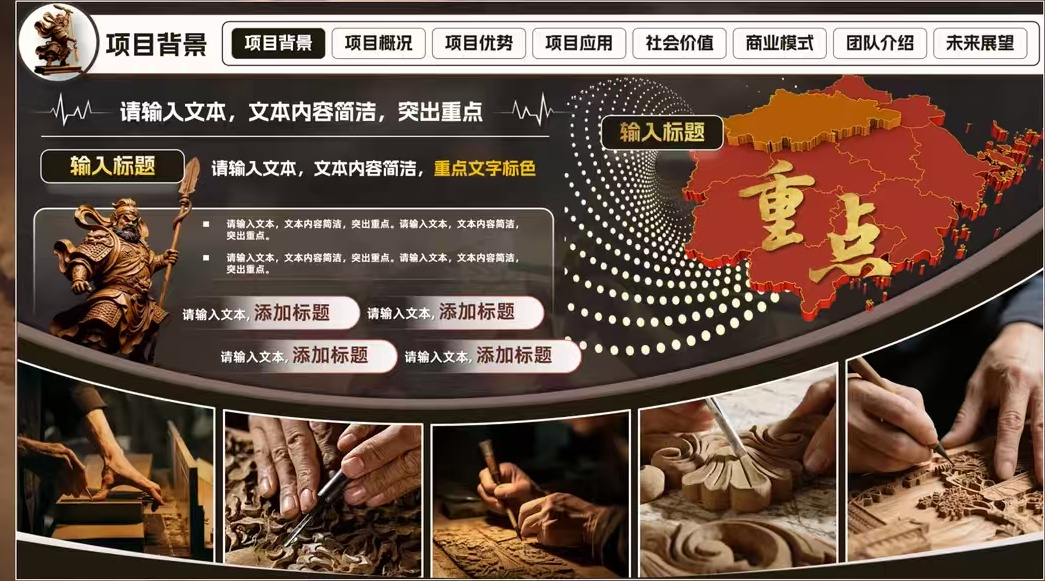 项目背景
项目背景 项目概况 项目优势 项目应用 社会价值 商业模式 团队介绍 未来展望
请输入文本，文本内容简洁，突出重点
输入标题
请输入文本，文本内容简洁，重点文字标色
请输入文本，文本内容简洁，突出重点。请输入文本，文本内容简洁，
突出重点。
请输入文本，文本内容简洁，突出重点。请输入文本，文本内容简洁，
突出重点。
请输入文本，添加标题
请输入文本，添加标题
请输入文本，添加标题
请输入文本，添加标题
输入标题
重点